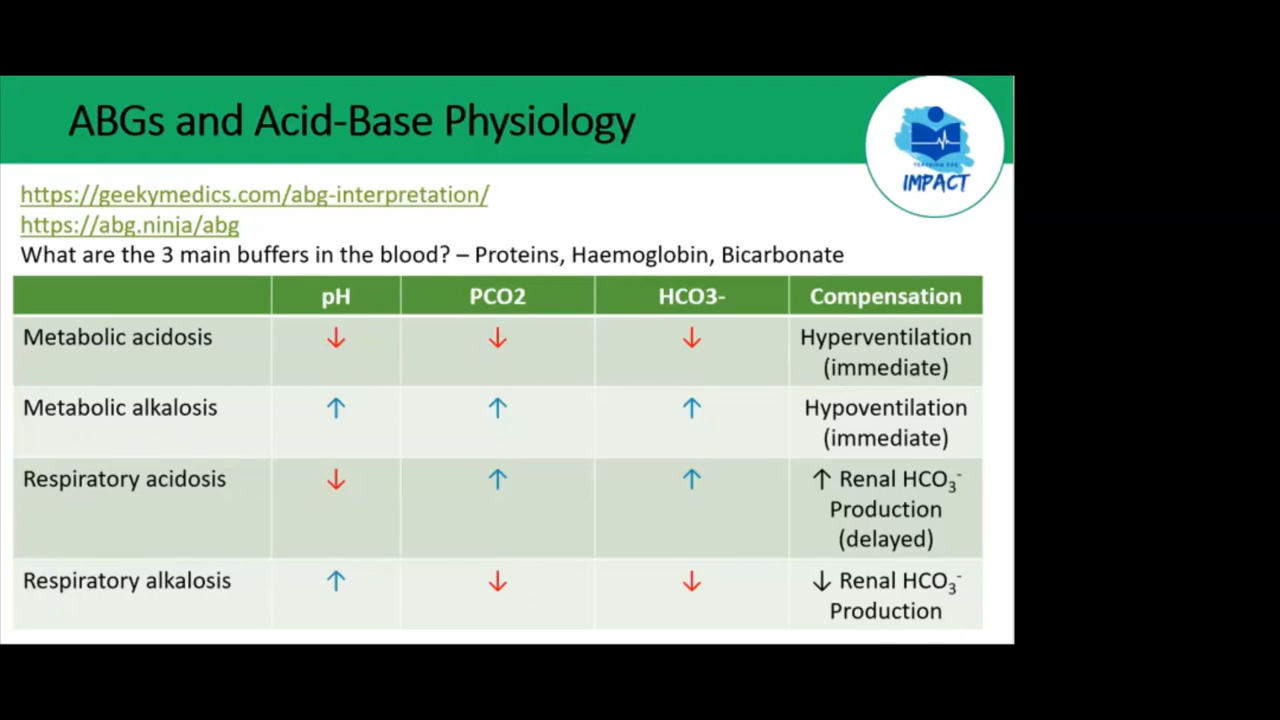 ABGs and Acid-Base Physiology
TEACHING FOR
IMPACT
https://geekymedics.com/abg-interpretation/
https://abg.ninja/abg
What are the 3 main buffers in the blood? – Proteins, Haemoglobin, Bicarbonate
pH PCO2 HCO3- Compensation
Metabolic acidosis ↓ ↓ ↓ Hyperventilation
(immediate)
Metabolic alkalosis ↑ ↑ ↑ Hypoventilation
(immediate)
Respiratory acidosis ↓ ↑ ↑ ↑ Renal HCO₃⁻
Production
(delayed)
Respiratory alkalosis ↑ ↓ ↓ ↓ Renal HCO₃⁻
Production